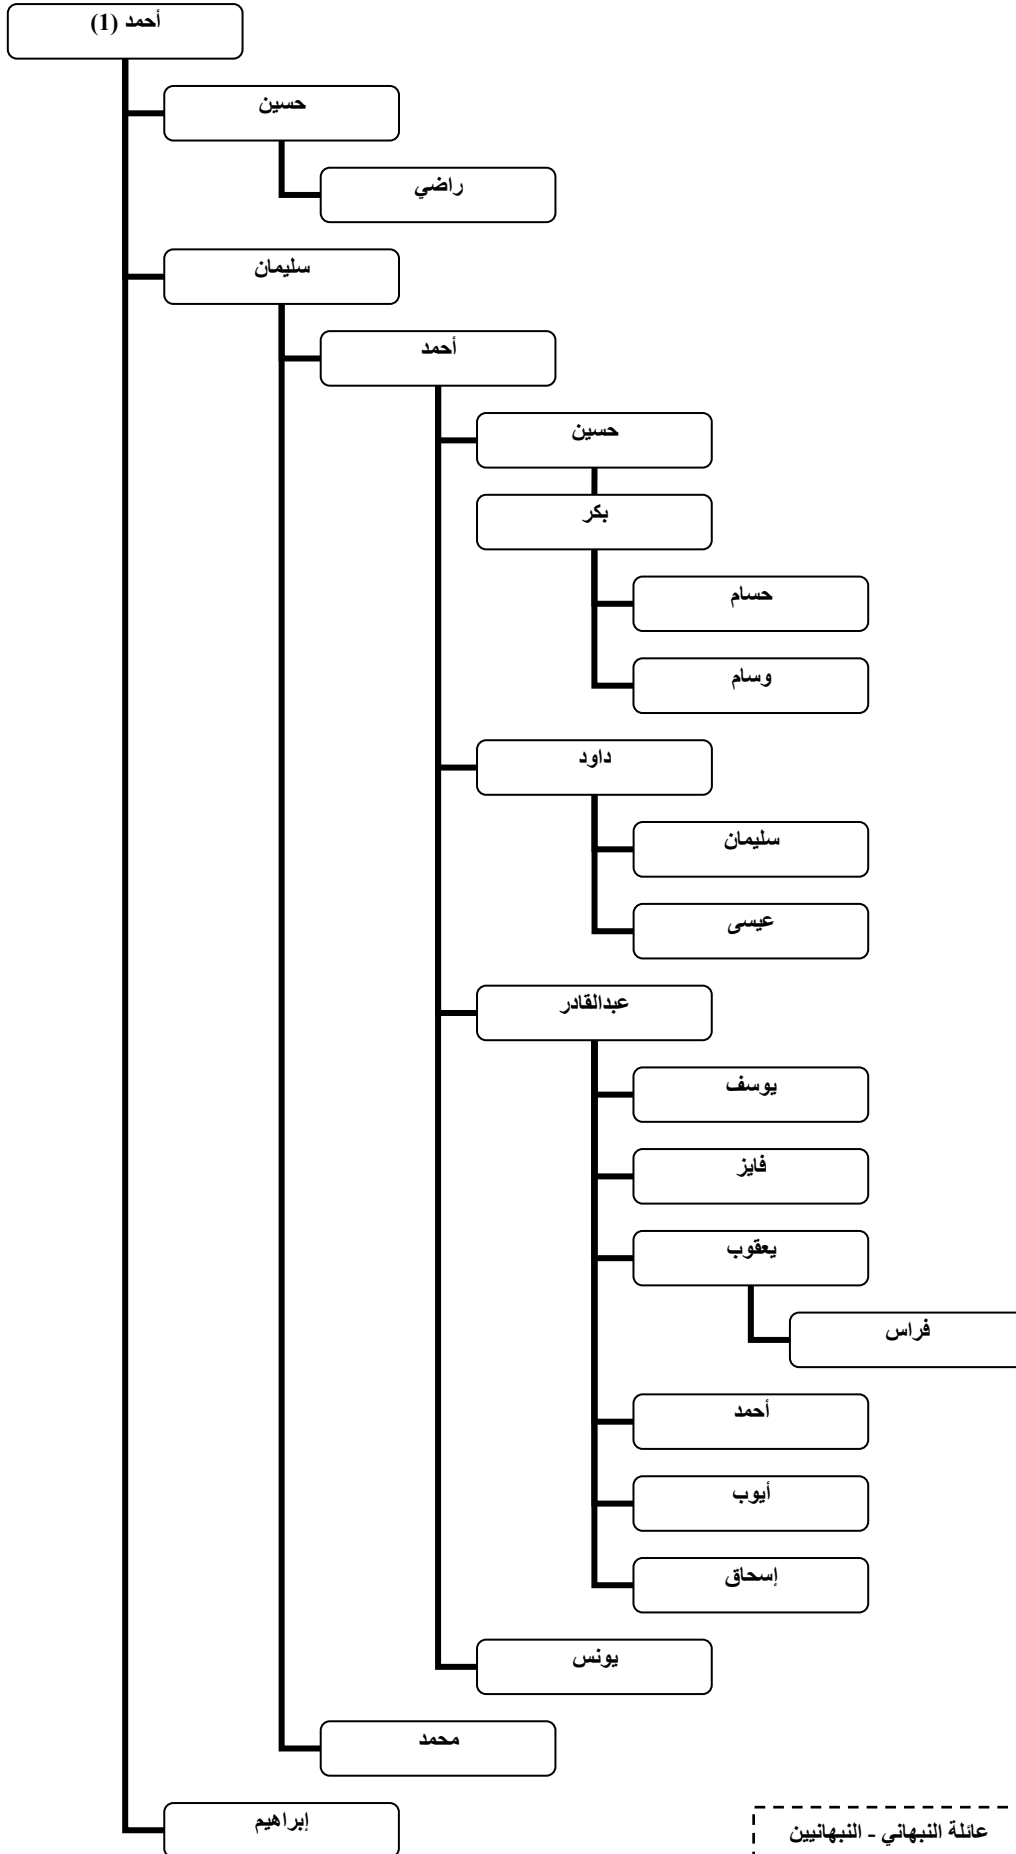 أحمد (1)
حسين
راضي
سليمان
أحمد
حسين
بكر
حسام
وسام
داود
سليمان
عيسى
عبدالقادر
يوسف
فايز
يعقوب
فراس
أحمد
أيوب
إسحاق
يونس
محمد
إبراهيم
عائلة النبهاني - النبهانيين